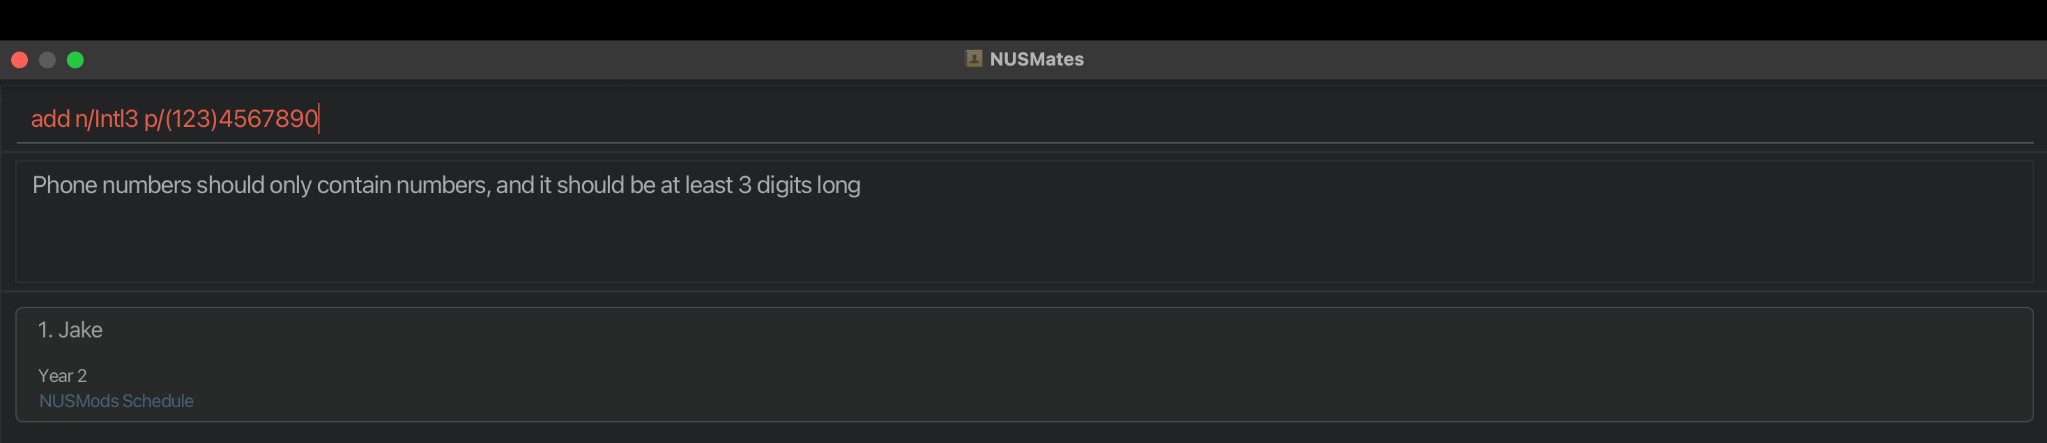 NUSMates
add n/Intl3 p/(123)4567890
Phone numbers should only contain numbers, and it should be at least 3 digits long
1. Jake
Year 2
NUSMods Schedule